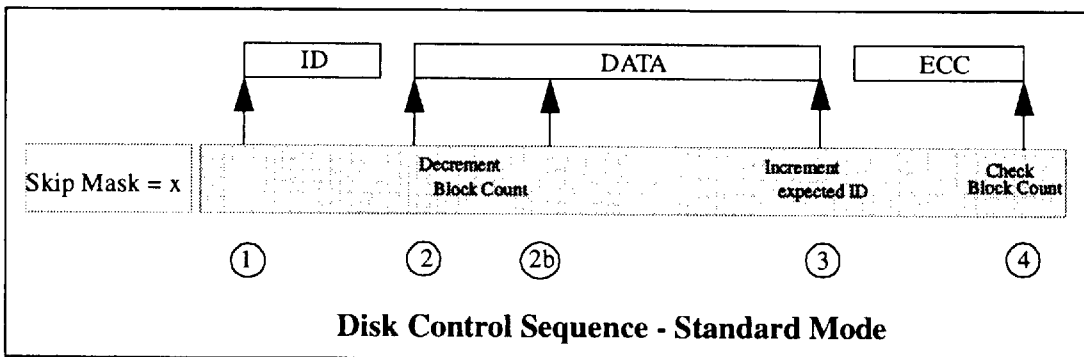 ID
DATA
ECC
Skip Mask = x
Decrement
Block Count
Increment
expected ID
Check
Block Count
1
2
2b
3
4
Disk Control Sequence - Standard Mode